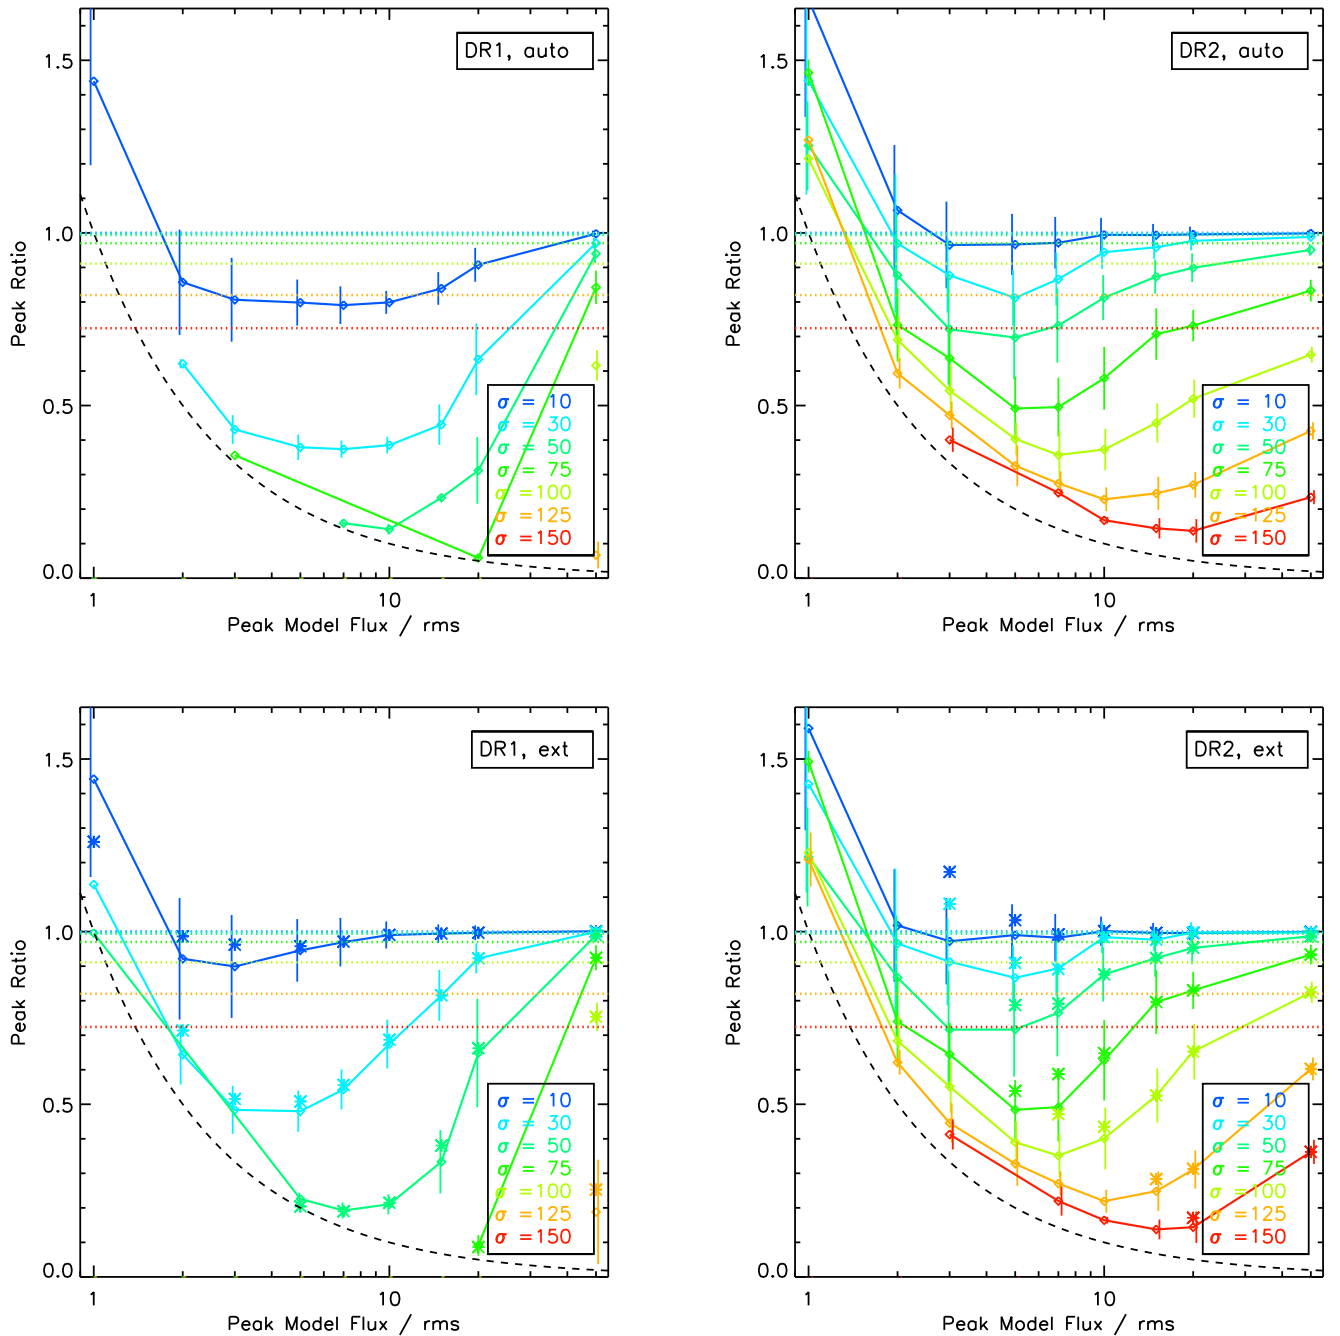 DR1, auto
1.5
1.0
0.5
0.0
Peak Ratio
σ = 10
σ = 30
σ = 50
σ = 75
σ =100
σ =125
σ =150
1 10
Peak Model Flux / rms
DR2, auto
1.5
1.0
0.5
0.0
Peak Ratio
σ = 10
σ = 30
σ = 50
σ = 75
σ =100
σ =125
σ =150
1 10
Peak Model Flux / rms
DR1, ext
1.5
1.0
0.5
0.0
Peak Ratio
σ = 10
σ = 30
σ = 50
σ = 75
σ =100
σ =125
σ =150
1 10
Peak Model Flux / rms
DR2, ext
1.5
1.0
0.5
0.0
Peak Ratio
σ = 10
σ = 30
σ = 50
σ = 75
σ =100
σ =125
σ =150
1 10
Peak Model Flux / rms